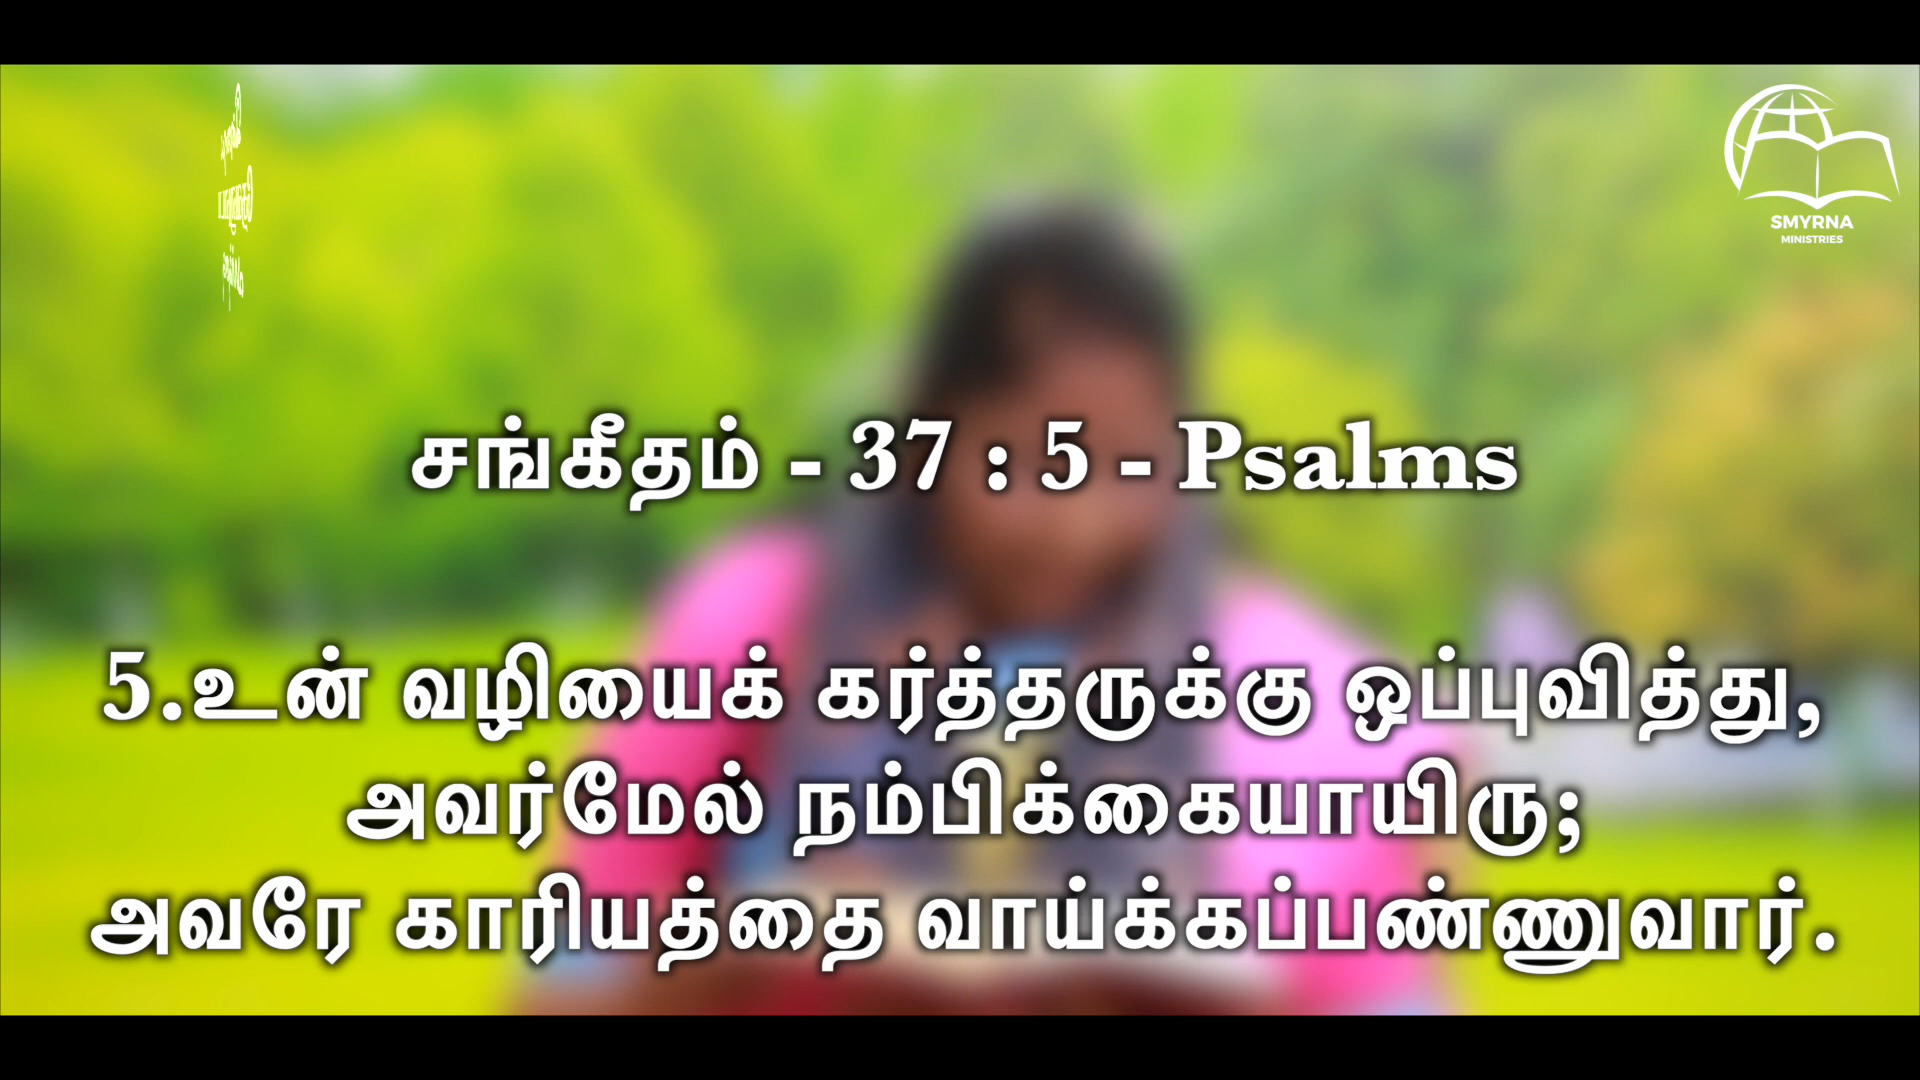 SMYRNA
MINISTRIES
சங்கீதம் - 37 : 5 - Psalms
5.உன் வழியைக் கர்த்தருக்கு ஒப்புவித்து,
அவர்மேல் நம்பிக்கையாயிரு;
அவரே காரியத்தை வாய்க்கப்பண்ணுவார்.